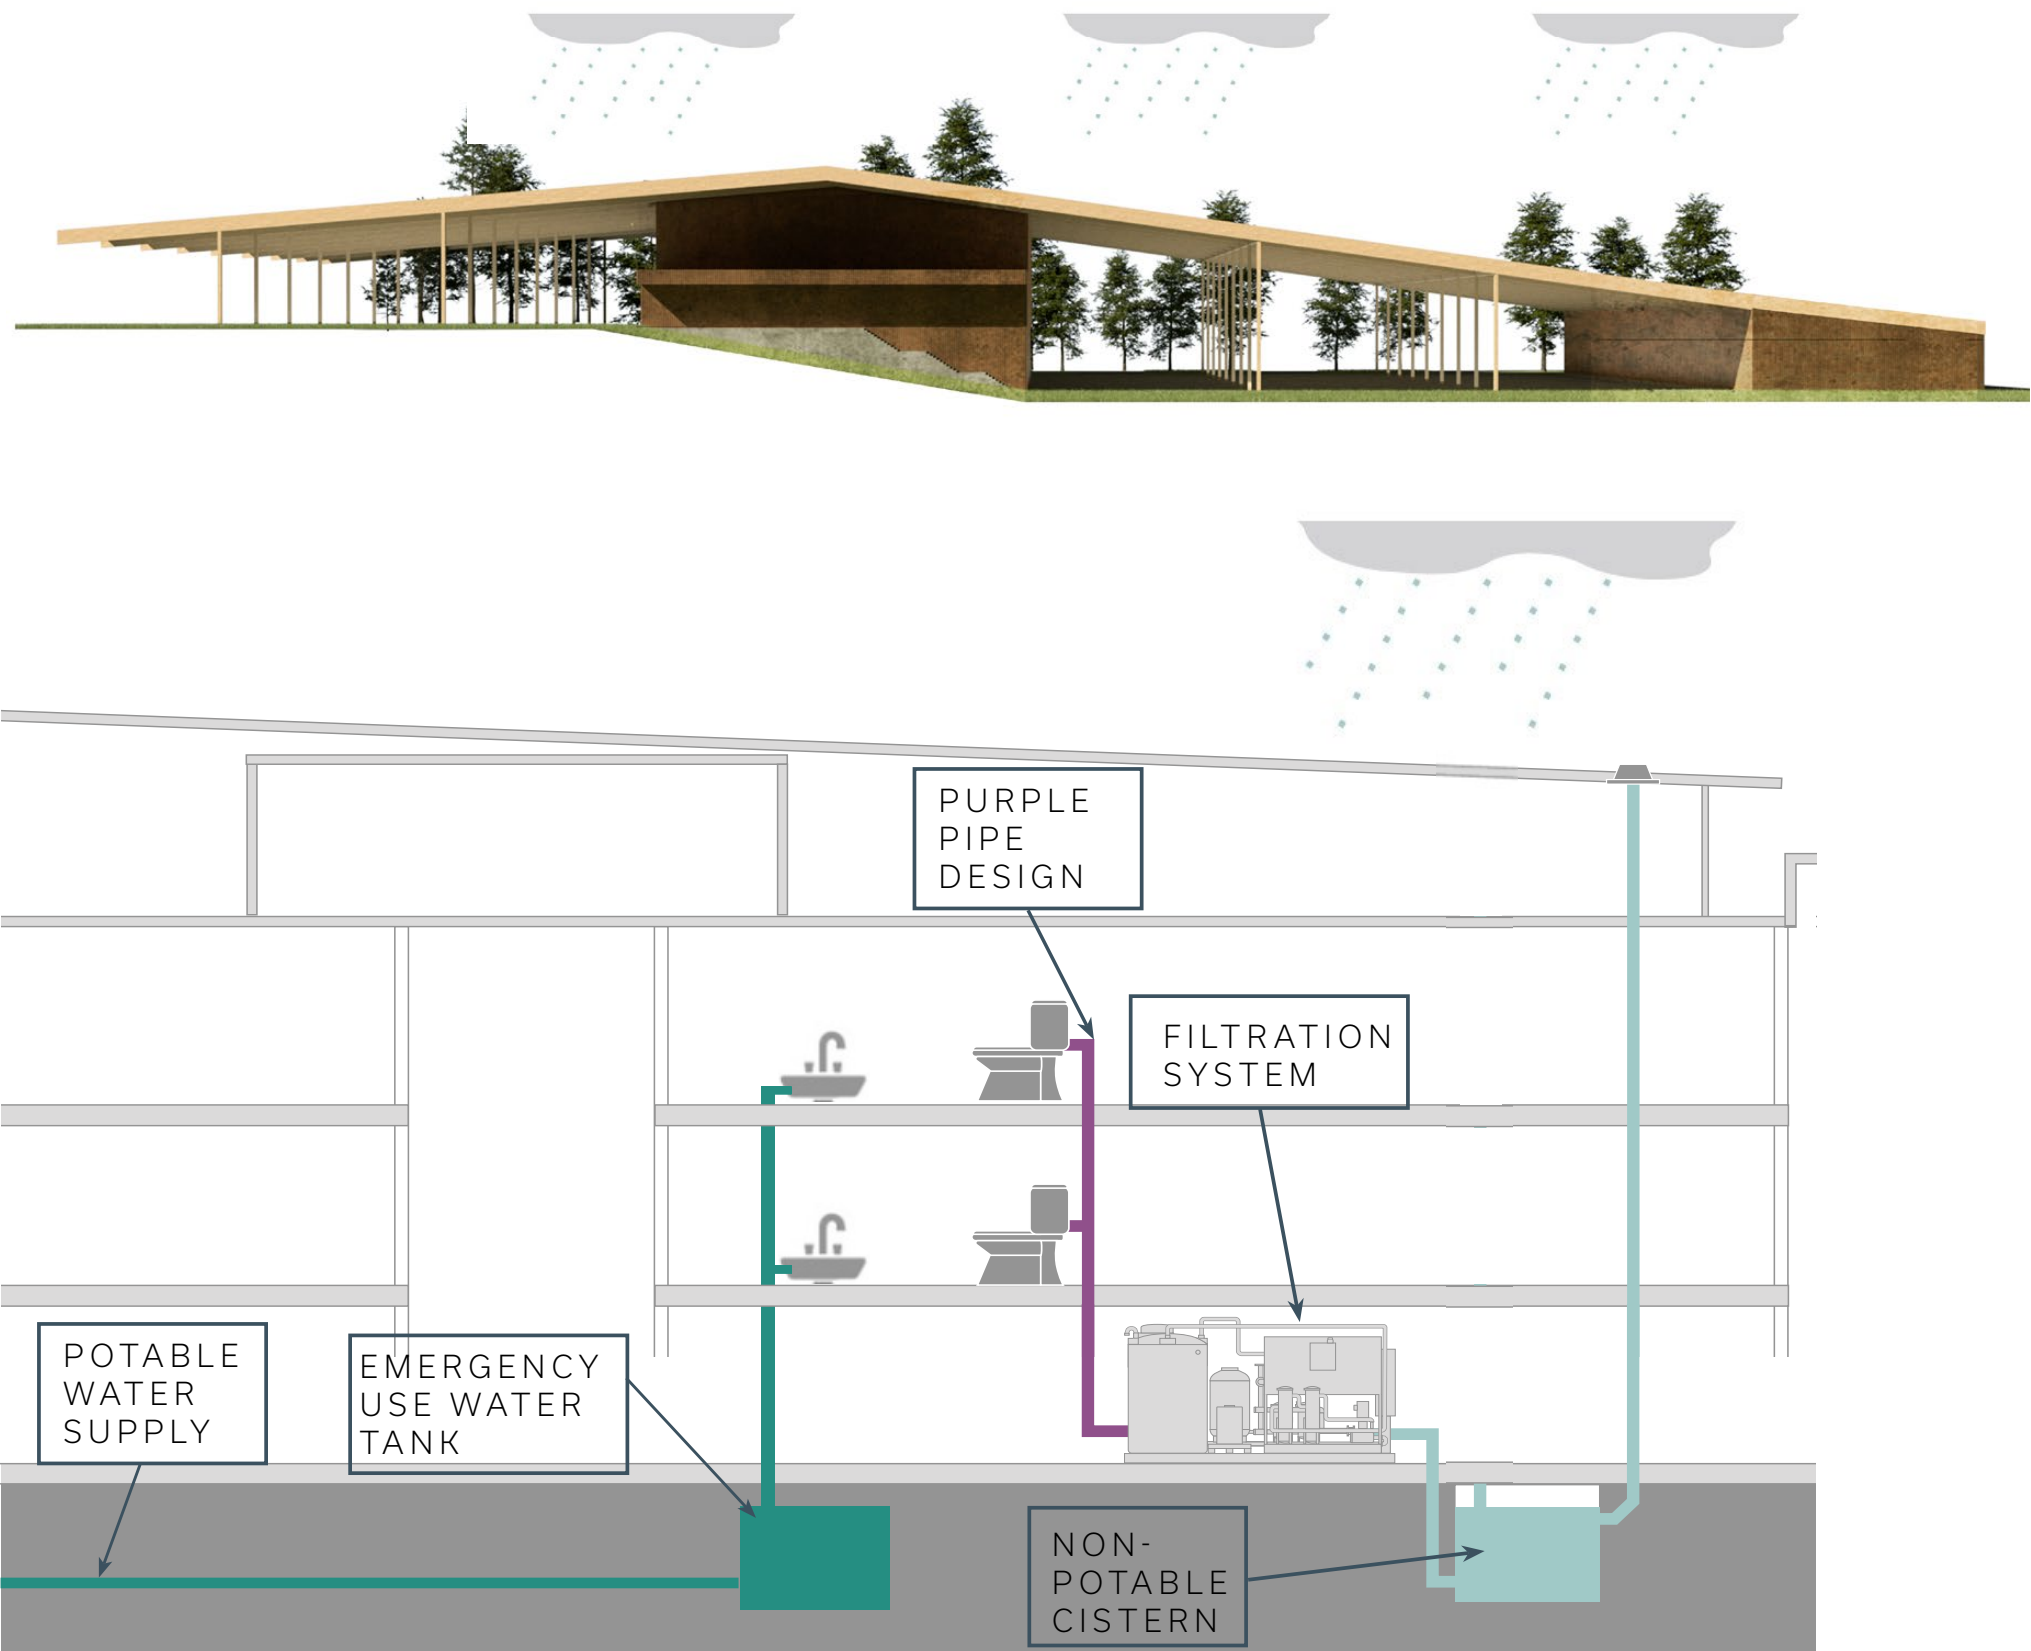 PURPLE
PIPE
DESIGN
FILTRATION
SYSTEM
POTABLE
WATER
SUPPLY
EMERGENCY
USE WATER
TANK
NON-
POTABLE
CISTERN